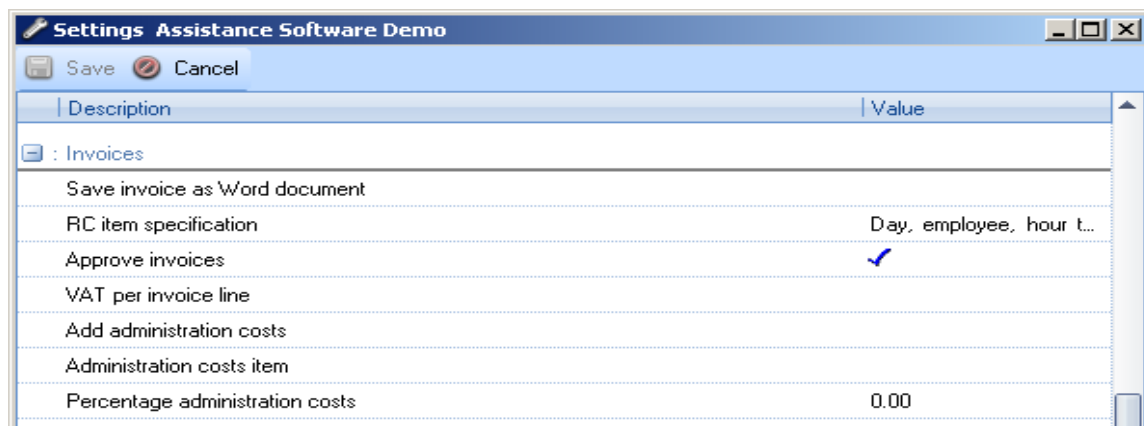 Settings Assistance Software Demo
Save Cancel
Description Value
: Invoices
Save invoice as Word document
RC item specification Day, employee, hour t...
Approve invoices
VAT per invoice line
Add administration costs
Administration costs item
Percentage administration costs 0.00